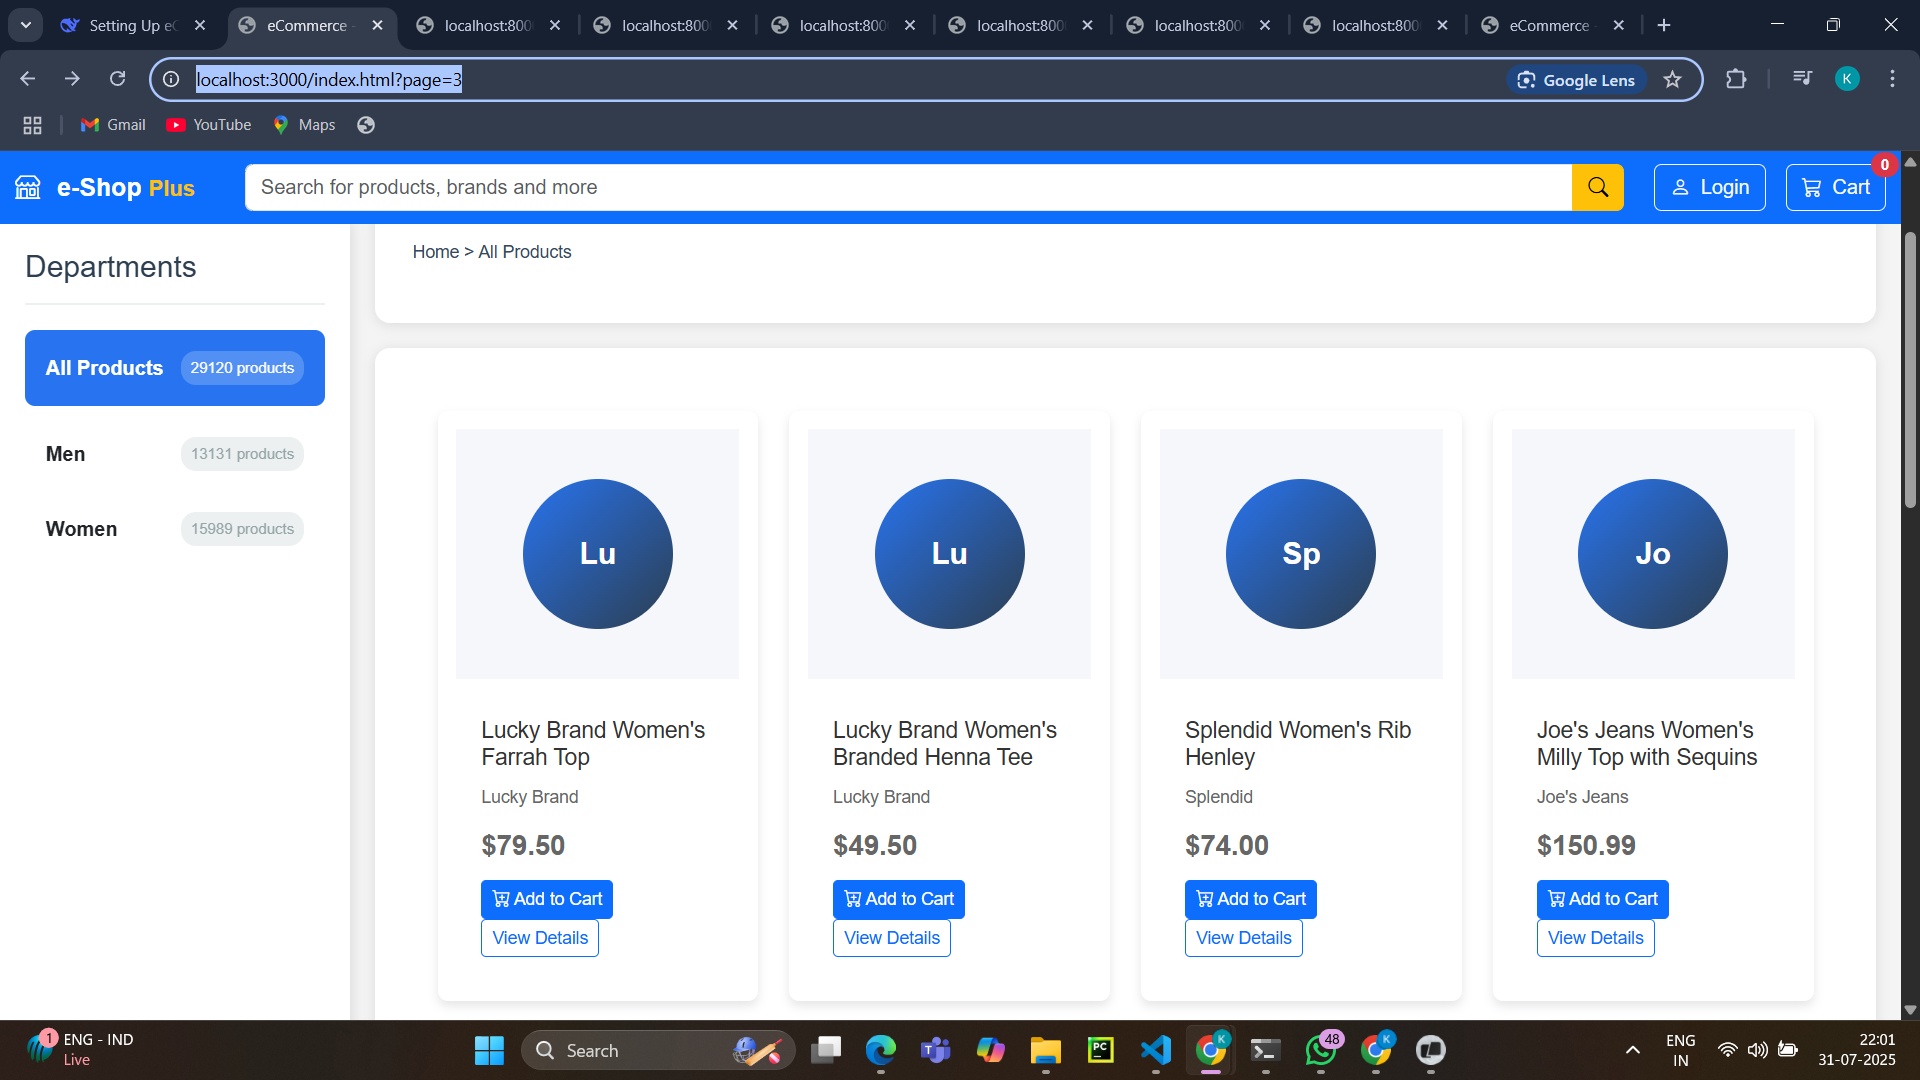 Setting Up eC
eCommerce -
localhost:800
localhost:800
localhost:800
localhost:800
localhost:800
localhost:800
eCommerce -
localhost:3000/index.html?page=3
Google Lens
K
Gmail
YouTube
Maps
e-Shop Plus
Search for products, brands and more
Login
Cart
0
Departments
All Products
29120 products
Men
13131 products
Women
15989 products
Home > All Products
Lu
Lucky Brand Women's
Farrah Top
Lucky Brand
$79.50
Add to Cart
View Details
Lu
Lucky Brand Women's
Branded Henna Tee
Lucky Brand
$49.50
Add to Cart
View Details
Sp
Splendid Women's Rib
Henley
Splendid
$74.00
Add to Cart
View Details
Jo
Joe's Jeans Women's
Milly Top with Sequins
Joe's Jeans
$150.99
Add to Cart
View Details
1
ENG - IND
Live
Search
T
PC
K
48
K
ENG
IN
22:01
31-07-2025